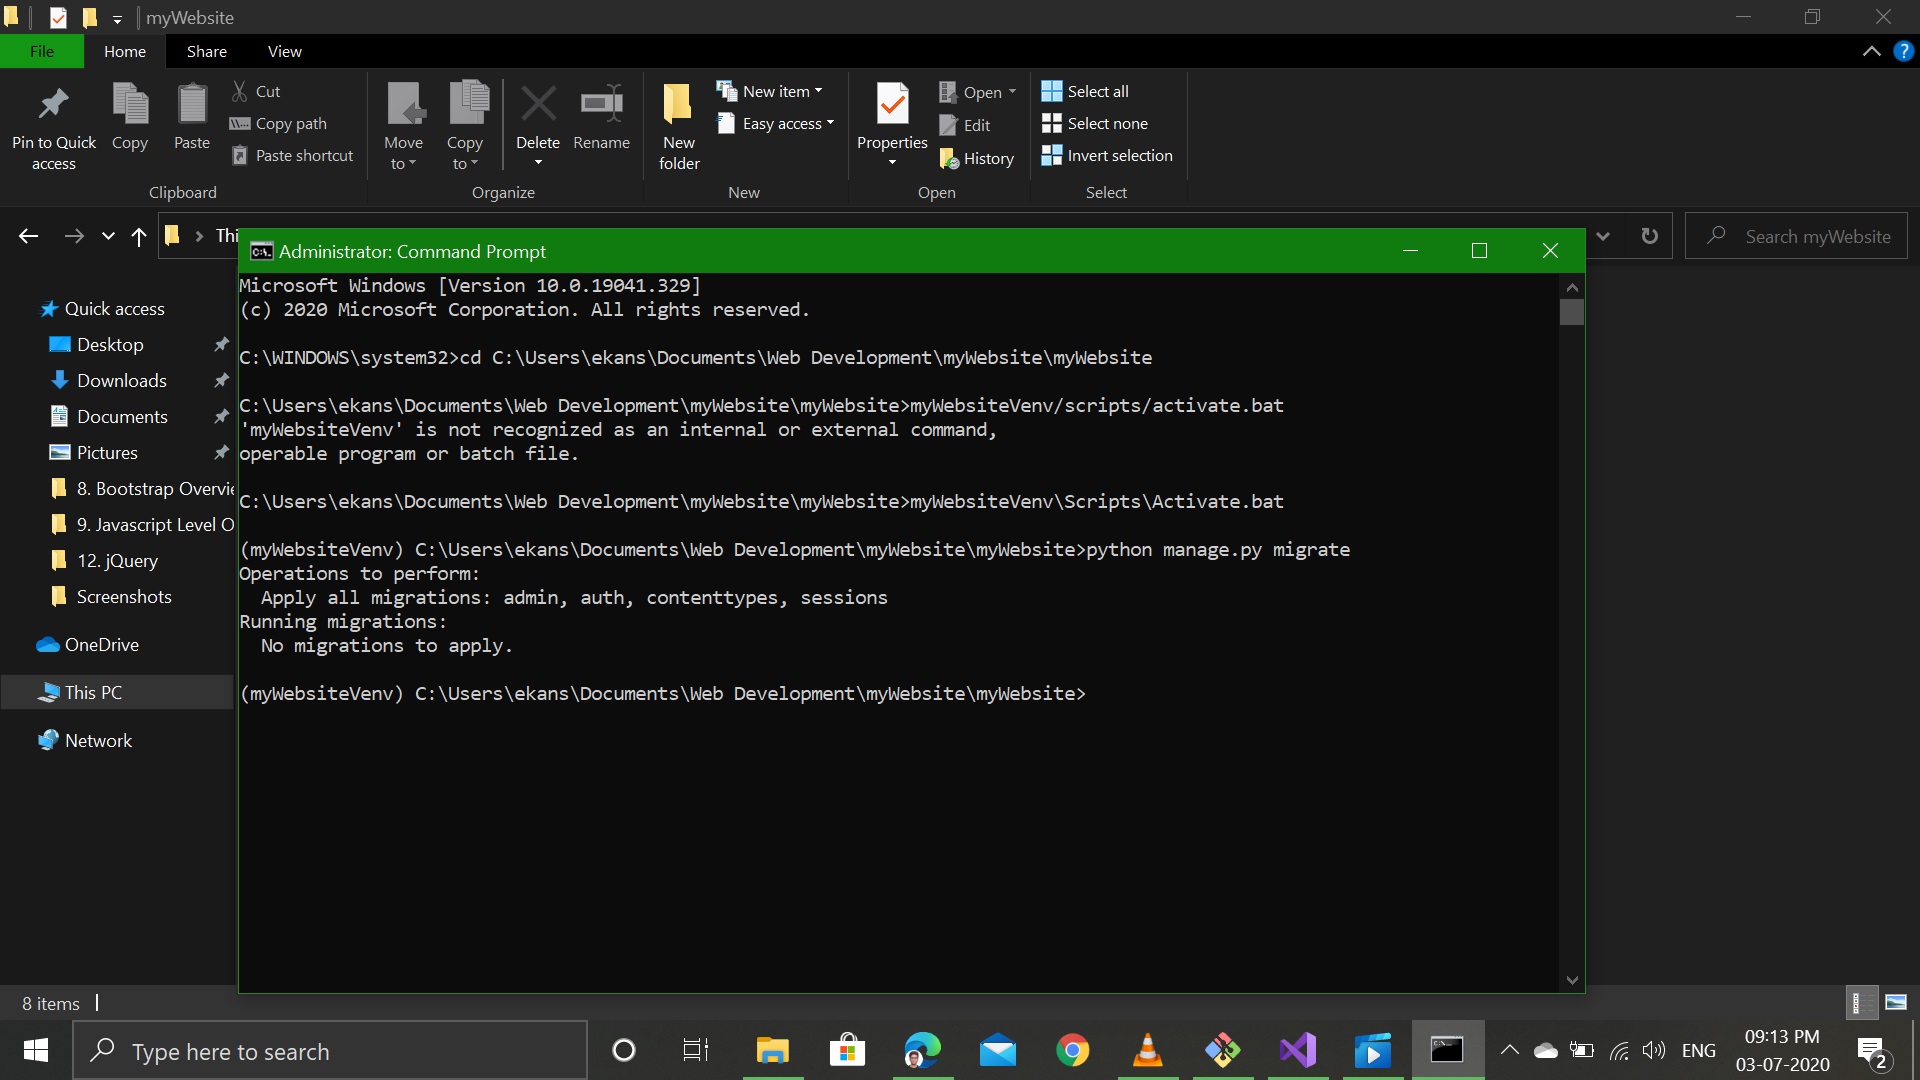 myWebsite
File
Home
Share
View
Pin to Quick access
Copy
Paste
Cut
Copy path
Paste shortcut
Clipboard
Move to
Copy to
Delete
Rename
Organize
New folder
New item
Easy access
New
Properties
Open
Edit
History
Open
Select all
Select none
Invert selection
Select
Thi
Search myWebsite
Quick access
Desktop
Downloads
Documents
Pictures
8. Bootstrap Overvi
9. Javascript Level O
12. jQuery
Screenshots
OneDrive
This PC
Network
Administrator: Command Prompt
Microsoft Windows [Version 10.0.19041.329]
(c) 2020 Microsoft Corporation. All rights reserved.
C:\WINDOWS\system32>cd C:\Users\ekans\Documents\Web Development\myWebsite\myWebsite
C:\Users\ekans\Documents\Web Development\myWebsite\myWebsite>myWebsiteVenv/scripts/activate.bat
'myWebsiteVenv' is not recognized as an internal or external command,
operable program or batch file.
C:\Users\ekans\Documents\Web Development\myWebsite\myWebsite>myWebsiteVenv\Scripts\Activate.bat
(myWebsiteVenv) C:\Users\ekans\Documents\Web Development\myWebsite\myWebsite>python manage.py migrate
Operations to perform:
Apply all migrations: admin, auth, contenttypes, sessions
Running migrations:
No migrations to apply.
(myWebsiteVenv) C:\Users\ekans\Documents\Web Development\myWebsite\myWebsite>
8 items
Type here to search
ENG
09:13 PM
03-07-2020
2